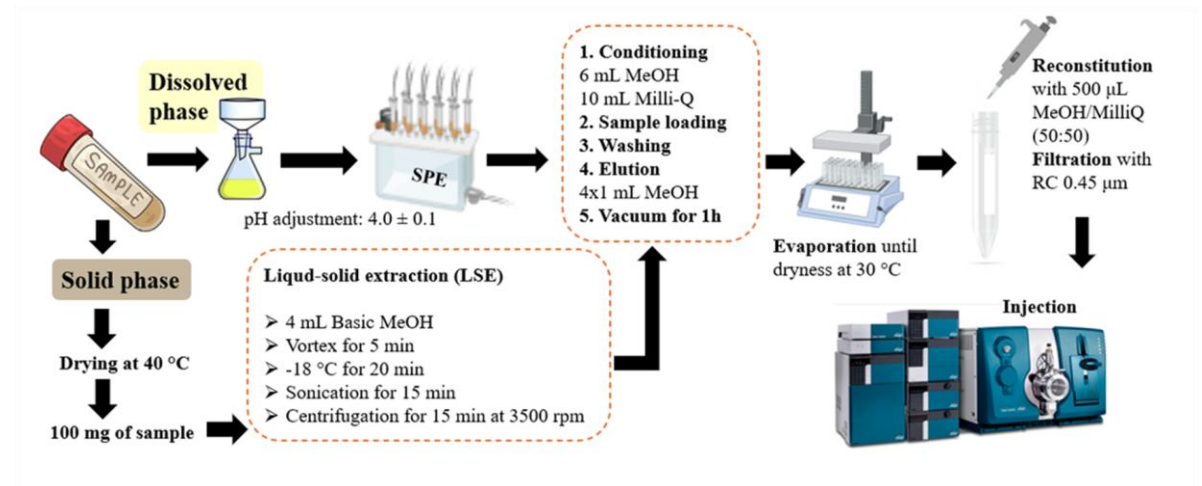 Dissolved
phase
SAMPLE
SPE
pH adjustment: 4.0 ± 0.1
1. Conditioning
6 mL MeOH
10 mL Milli-Q
2. Sample loading
3. Washing
4. Elution
4x1 mL MeOH
5. Vacuum for 1h
Evaporation until
dryness at 30 °C
Reconstitution
with 500 µL
MeOH/MilliQ
(50:50)
Filtration with
RC 0.45 µm
Injection
Solid phase
Drying at 40 °C
100 mg of sample
Liqud-solid extraction (LSE)
➤ 4 mL Basic MeOH
➤ Vortex for 5 min
➤ -18 °C for 20 min
➤ Sonication for 15 min
➤ Centrifugation for 15 min at 3500 rpm